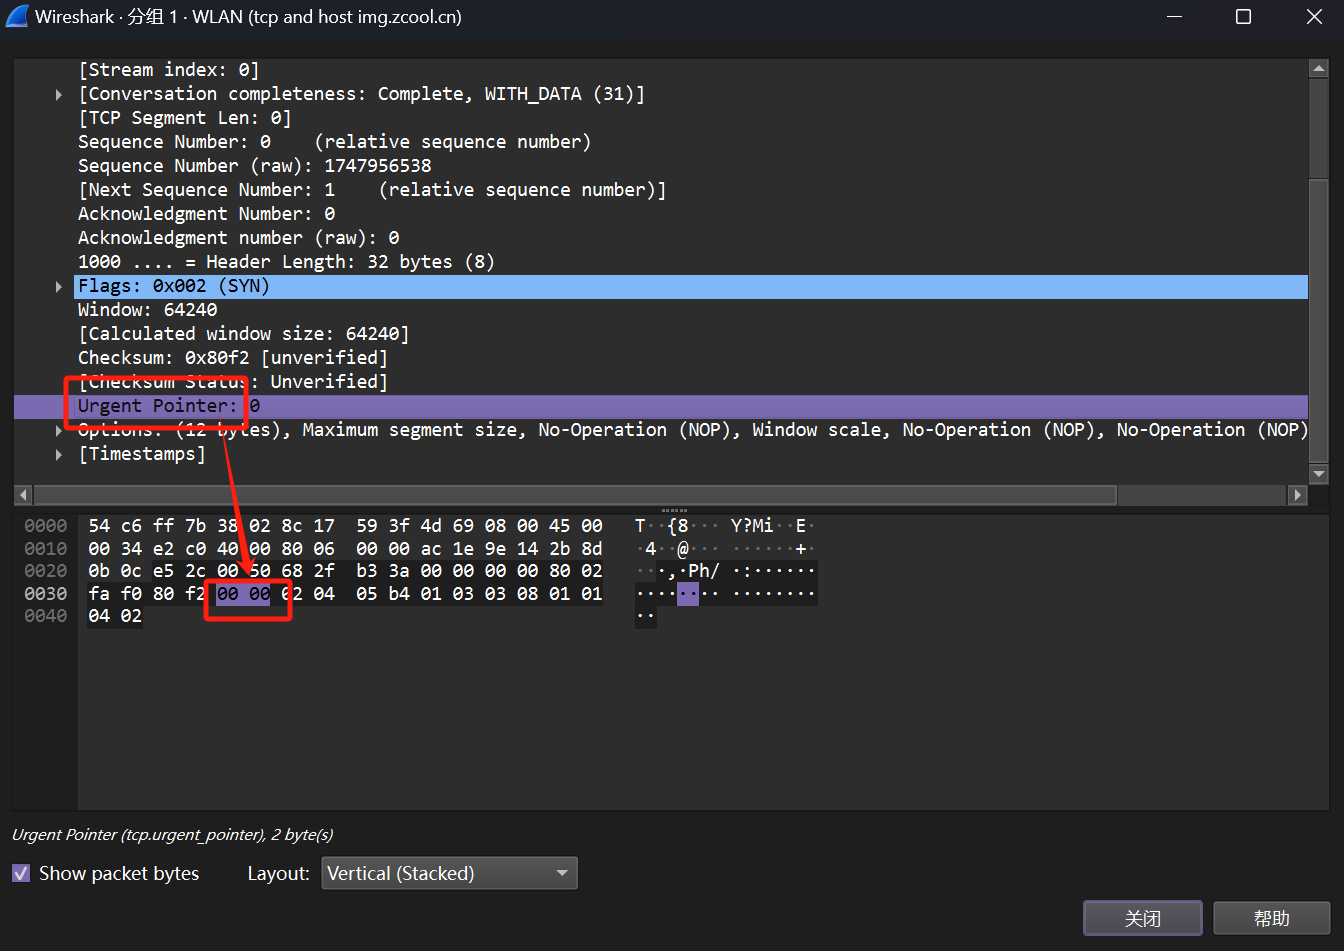 Wireshark · 分组 1 · WLAN (tcp and host img.zcool.cn)
[Stream index: 0]
[Conversation completeness: Complete, WITH_DATA (31)]
[TCP Segment Len: 0]
Sequence Number: 0    (relative sequence number)
Sequence Number (raw): 1747956538
[Next Sequence Number: 1    (relative sequence number)]
Acknowledgment Number: 0
Acknowledgment number (raw): 0
1000 .... = Header Length: 32 bytes (8)
Flags: 0x002 (SYN)
Window: 64240
[Calculated window size: 64240]
Checksum: 0x80f2 [unverified]
[Checksum Status: Unverified]
Urgent Pointer: 0
Options: (12 bytes), Maximum segment size, No-Operation (NOP), Window scale, No-Operation (NOP), No-Operation (NOP)
[Timestamps]
0000 54 c6 ff 7b 38 02 8c 17 59 3f 4d 69 08 00 45 00 T··{8··· Y?Mi··E·
0010 00 34 e2 c0 40 00 80 06 00 00 ac 1e 9e 14 2b 8d ·4··@··· ······+·
0020 0b 0c e5 2c 00 50 68 2f b3 3a 00 00 00 00 80 02 ···,·Ph/ ·:······
0030 fa f0 80 f2 00 00 02 04 05 b4 01 03 03 08 01 01 ········ ········
0040 04 02 ··
Urgent Pointer (tcp.urgent_pointer), 2 byte(s)
Show packet bytes Layout: Vertical (Stacked)
关闭 帮助